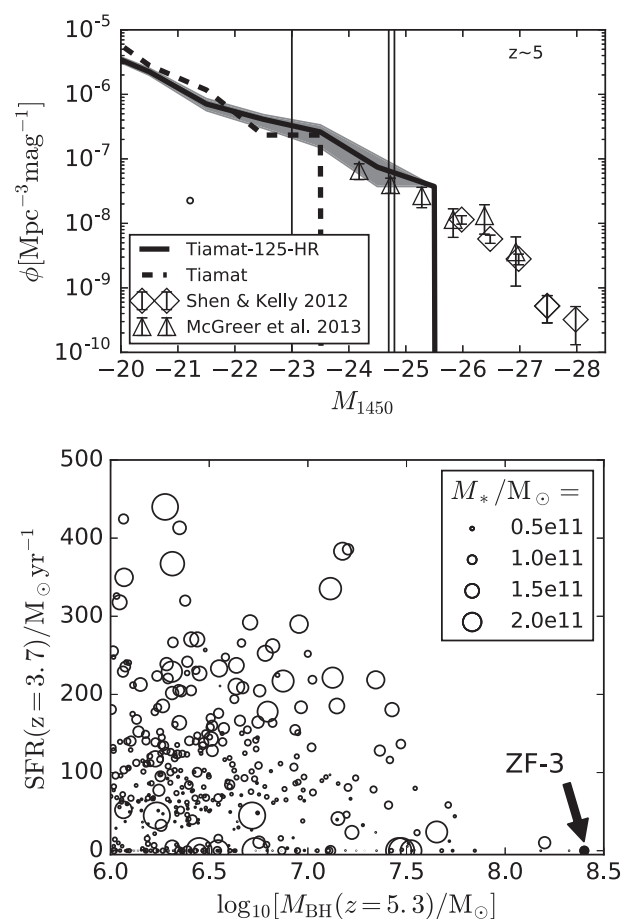 10⁻⁵
10⁻⁶
10⁻⁷
10⁻⁸
10⁻⁹
10⁻¹⁰
ϕ[Mpc⁻³mag⁻¹]
z~5
Tiamat-125-HR
Tiamat
Shen & Kelly 2012
McGreer et al. 2013
−20 −21 −22 −23 −24 −25 −26 −27 −28
M₁₄₅₀
500
400
300
200
100
0
SFR(z = 3.7)/M⊙yr⁻¹
M∗/M⊙ =
0.5e11
1.0e11
1.5e11
2.0e11
ZF-3
6.0 6.5 7.0 7.5 8.0 8.5
log₁₀[M_BH(z = 5.3)/M⊙]